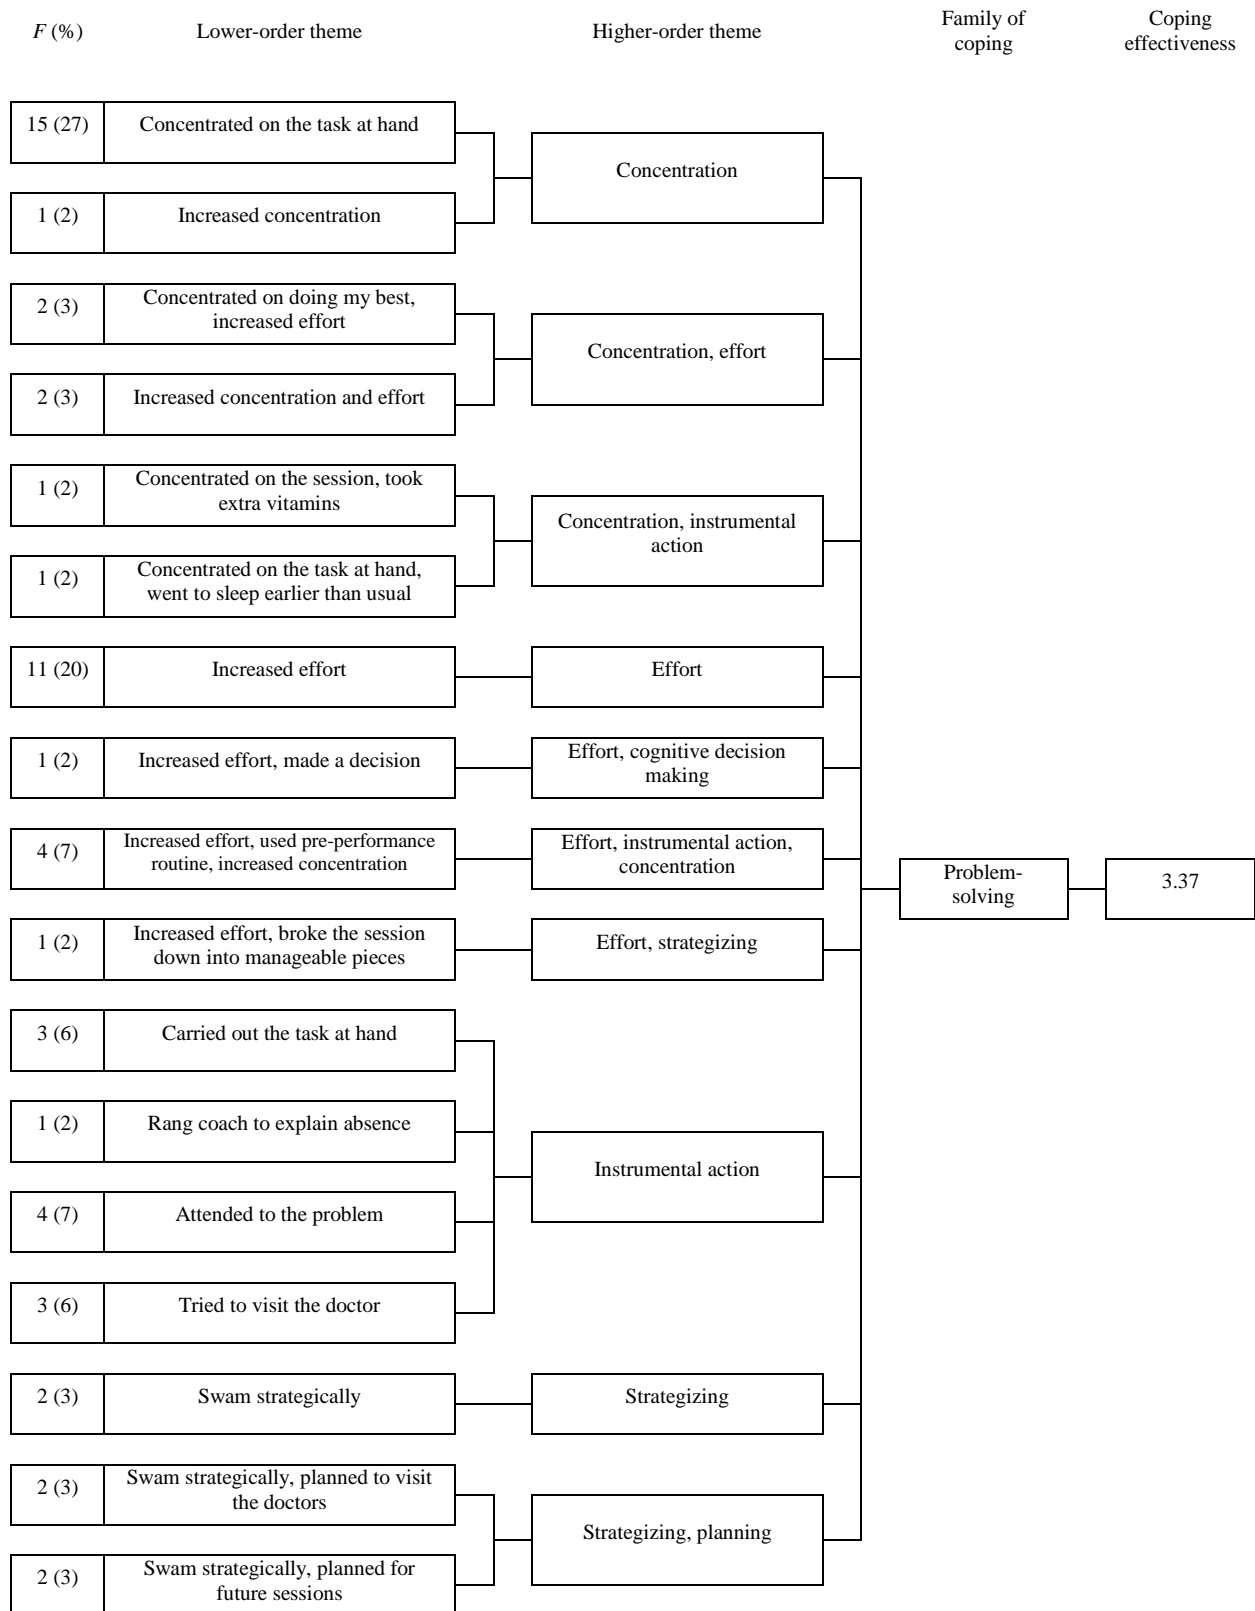 F (%) Lower-order theme Higher-order theme Family of coping Coping effectiveness
15 (27) Concentrated on the task at hand
Concentration
1 (2) Increased concentration
2 (3) Concentrated on doing my best,
increased effort
Concentration, effort
2 (3) Increased concentration and effort
1 (2) Concentrated on the session, took
extra vitamins
Concentration, instrumental
action
1 (2) Concentrated on the task at hand,
went to sleep earlier than usual
11 (20) Increased effort Effort
1 (2) Increased effort, made a decision
Effort, cognitive decision
making
4 (7) Increased effort, used pre-performance
routine, increased concentration
Effort, instrumental action,
concentration
Problem-
solving
3.37
1 (2) Increased effort, broke the session
down into manageable pieces
Effort, strategizing
3 (6) Carried out the task at hand
1 (2) Rang coach to explain absence
Instrumental action
4 (7) Attended to the problem
3 (6) Tried to visit the doctor
2 (3) Swam strategically Strategizing
2 (3) Swam strategically, planned to visit
the doctors
Strategizing, planning
2 (3) Swam strategically, planned for
future sessions